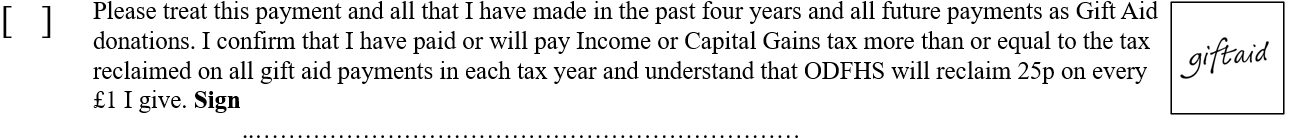 [ ] Please treat this payment and all that I have made in the past four years and all future payments as Gift Aid
donations. I confirm that I have paid or will pay Income or Capital Gains tax more than or equal to the tax
reclaimed on all gift aid payments in each tax year and understand that ODFHS will reclaim 25p on every
£1 I give. Sign
..................................................................
giftaid